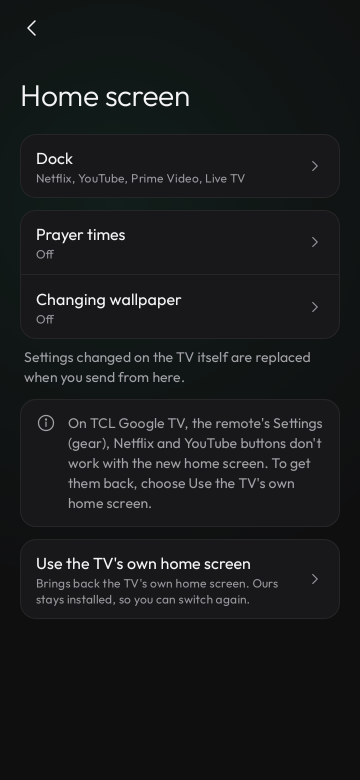 Home screen
Dock
Netflix, YouTube, Prime Video, Live TV
Prayer times
Off
Changing wallpaper
Off
Settings changed on the TV itself are replaced
when you send from here.
On TCL Google TV, the remote's Settings
(gear), Netflix and YouTube buttons don't
work with the new home screen. To get
them back, choose Use the TV's own
home screen.
Use the TV's own home screen
Brings back the TV's own home screen. Ours
stays installed, so you can switch again.